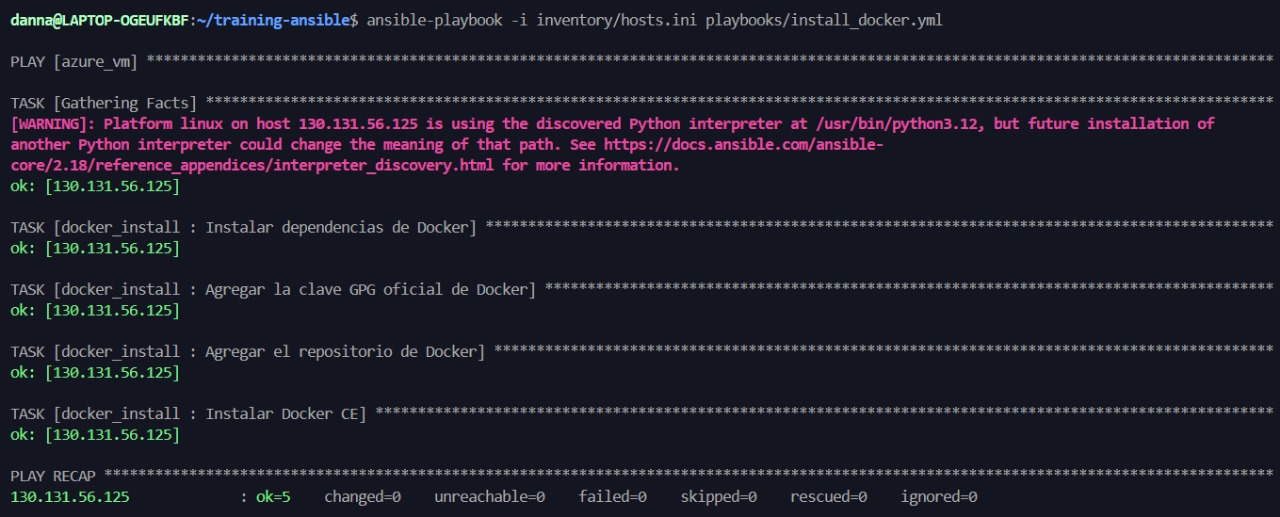 danna@LAPTOP-OGEUFKBF:~/training-ansible$ ansible-playbook -i inventory/hosts.ini playbooks/install_docker.yml
PLAY [azure_vm] ************************************************************************************************************************************
TASK [Gathering Facts] *****************************************************************************************************************************
[WARNING]: Platform linux on host 130.131.56.125 is using the discovered Python interpreter at /usr/bin/python3.12, but future installation of
another Python interpreter could change the meaning of that path. See https://docs.ansible.com/ansible-
core/2.18/reference_appendices/interpreter_discovery.html for more information.
ok: [130.131.56.125]
TASK [docker_install : Instalar dependencias de Docker] ********************************************************************************************
ok: [130.131.56.125]
TASK [docker_install : Agregar la clave GPG oficial de Docker] *************************************************************************************
ok: [130.131.56.125]
TASK [docker_install : Agregar el repositorio de Docker] *******************************************************************************************
ok: [130.131.56.125]
TASK [docker_install : Instalar Docker CE] *********************************************************************************************************
ok: [130.131.56.125]
PLAY RECAP *****************************************************************************************************************************************
130.131.56.125             : ok=5    changed=0    unreachable=0    failed=0    skipped=0    rescued=0    ignored=0